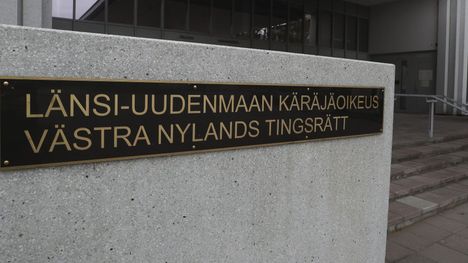 LÄNSI-UUDENMAAN KÄRÄJÄOIKEUS
VÄSTRA NYLANDS TINGSRÄTT